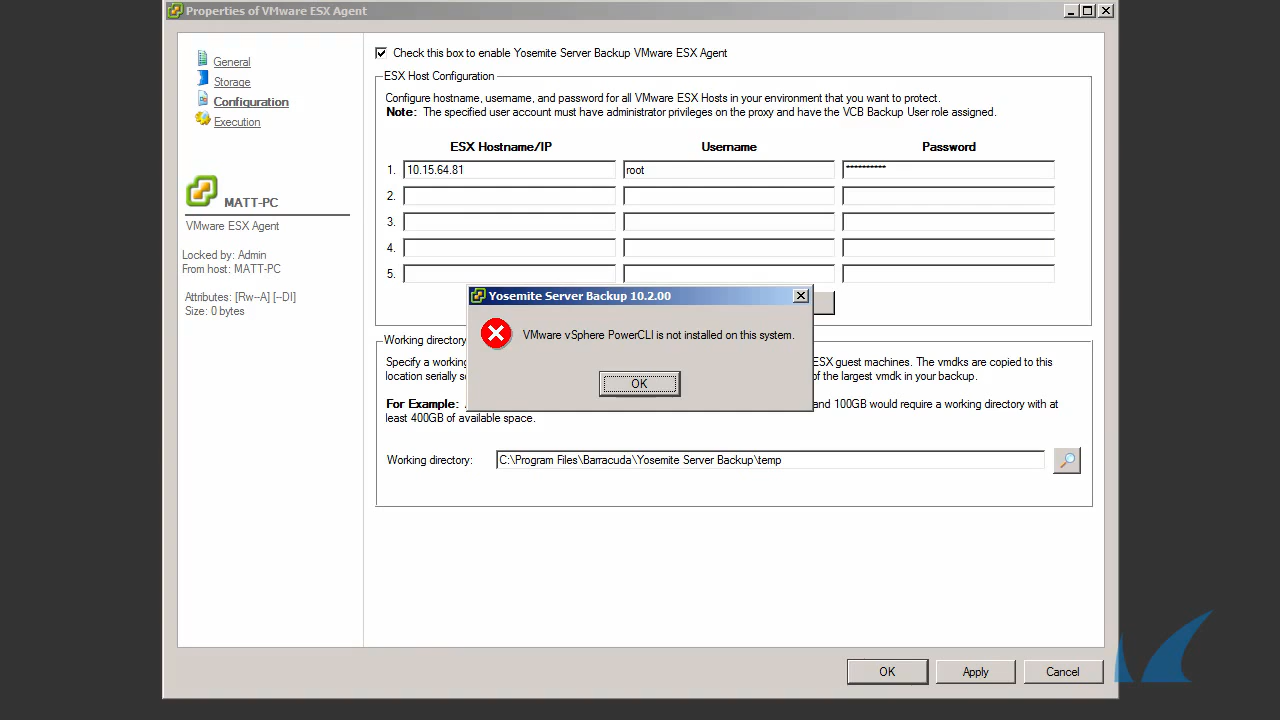 Properties of VMware ESX Agent
General
Storage
Configuration
Execution
MATT-PC
VMware ESX Agent
Locked by: Admin
From host: MATT-PC
Attributes: [Rw--A] [--DI]
Size: 0 bytes
Check this box to enable Yosemite Server Backup VMware ESX Agent
ESX Host Configuration
Configure hostname, username, and password for all VMware ESX Hosts in your environment that you want to protect.
Note: The specified user account must have administrator privileges on the proxy and have the VCB Backup User role assigned.
ESX Hostname/IP Username Password
1. 10.15.64.81 root **********
2.
3.
4.
5.
Yosemite Server Backup 10.2.00
VMware vSphere PowerCLI is not installed on this system.
OK
Working directory
Specify a working ESX guest machines. The vmdks are copied to this
location serially of the largest vmdk in your backup.
For Example: and 100GB would require a working directory with at
least 400GB of available space.
Working directory: C:\Program Files\Barracuda\Yosemite Server Backup\temp
OK Apply Cancel